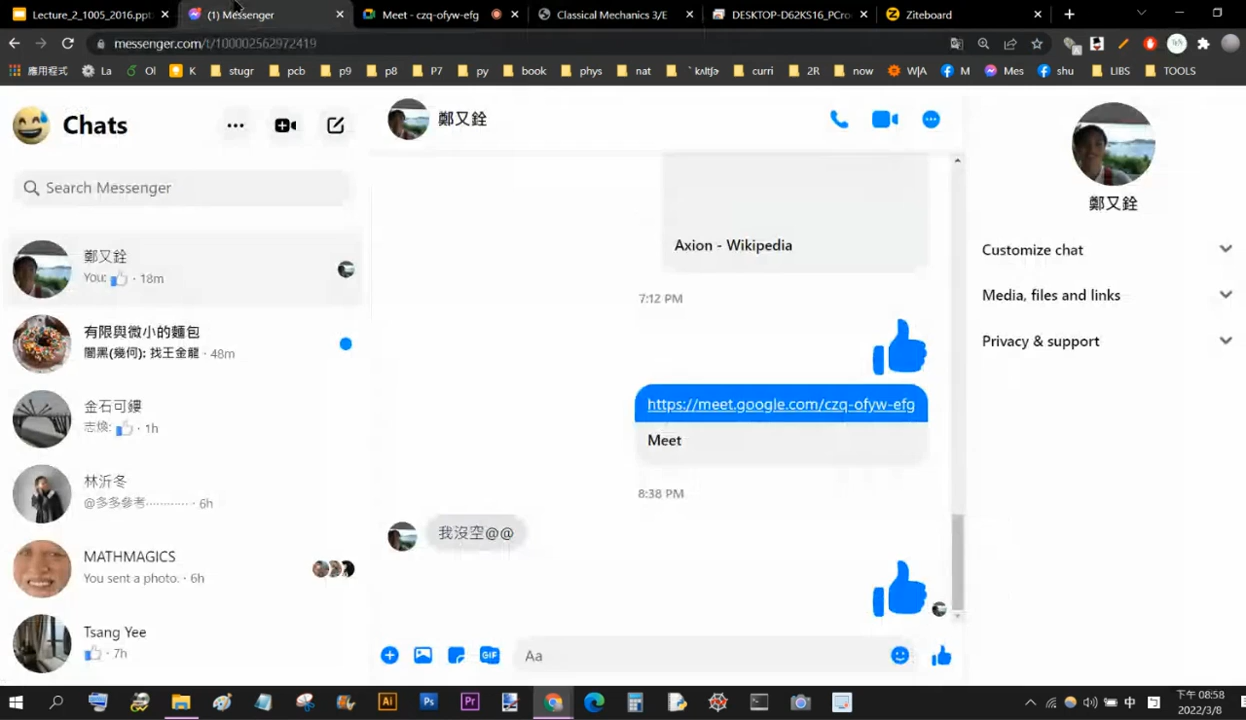 Lecture_2_1005_2016.ppt
(1) Messenger
Meet - czq-ofyw-efg
Classical Mechanics 3/E
DESKTOP-D62KS16_PCro
Ziteboard
messenger.com/t/100002562972419
應用程式
La
Ol
K
stugr
pcb
p9
p8
P7
py
book
phys
nat
curri
2R
now
W|A
M
Mes
shu
LIBS
TOOLS
Chats
Search Messenger
鄭又銓
You: · 18m
有限與微小的麵包
闇黑(幾何): 找王金龍 · 48m
金石可鏤
志煥: · 1h
林沂冬
@多多參考………… · 6h
MATHMAGICS
You sent a photo. · 6h
Tsang Yee
· 7h
鄭又銓
Axion - Wikipedia
7:12 PM
https://meet.google.com/czq-ofyw-efg
Meet
8:38 PM
我沒空@@
Aa
GIF
鄭又銓
Customize chat
Media, files and links
Privacy & support
Ai
Ps
Pr
中
下午 08:58
2022/3/8